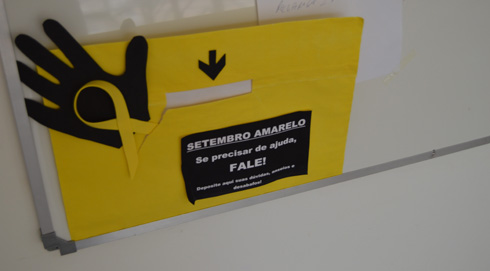 SETEMBRO AMARELO
Se precisar de ajuda,
FALE!
Deposite aqui suas dúvidas, anseios e
desabafos!